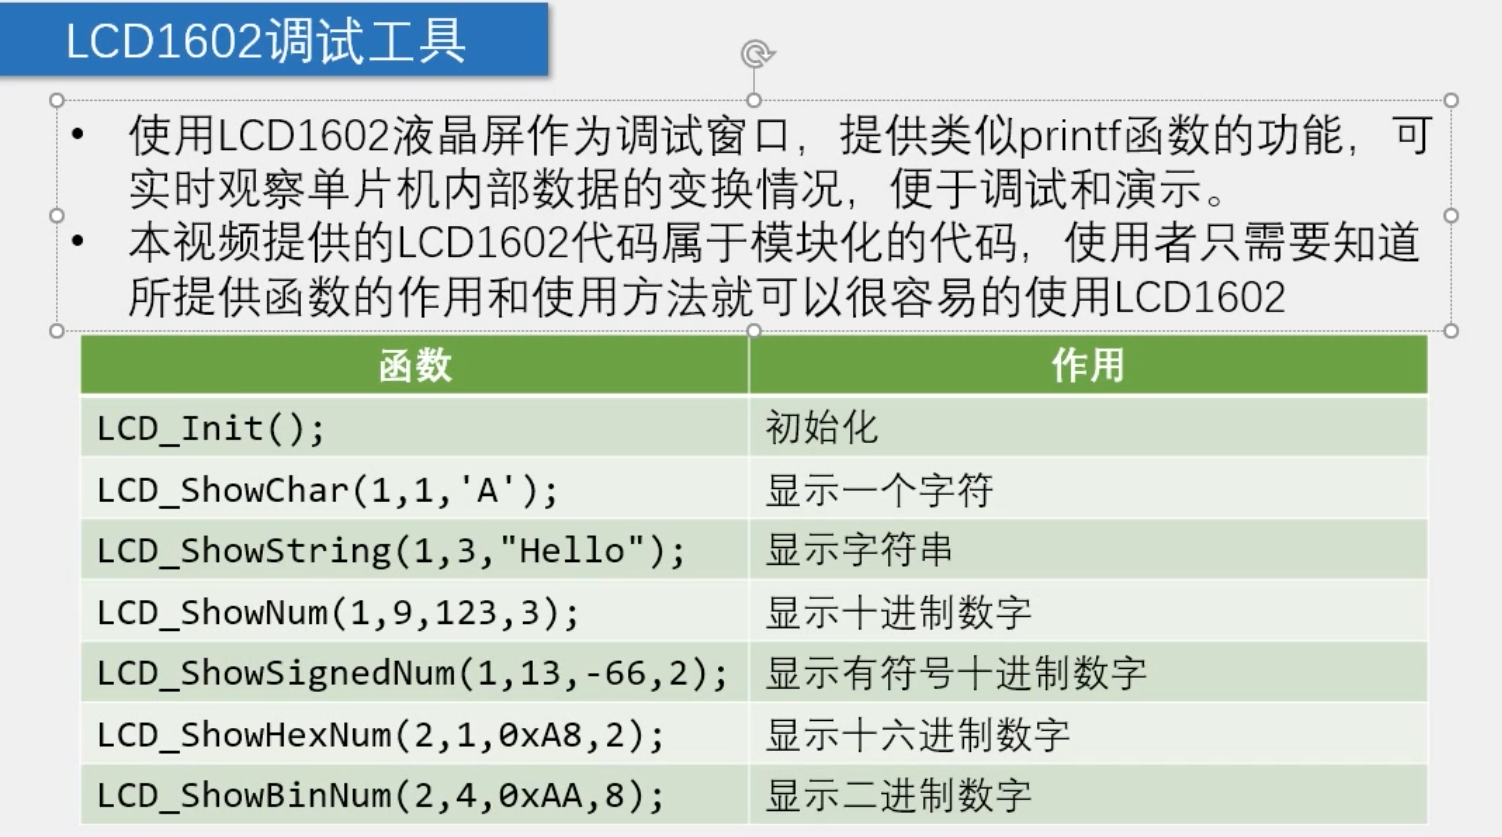 LCD1602调试工具
• 使用LCD1602液晶屏作为调试窗口，提供类似printf函数的功能，可
实时观察单片机内部数据的变换情况，便于调试和演示。
• 本视频提供的LCD1602代码属于模块化的代码，使用者只需要知道
所提供函数的作用和使用方法就可以很容易的使用LCD1602
函数 作用
LCD_Init(); 初始化
LCD_ShowChar(1,1,'A'); 显示一个字符
LCD_ShowString(1,3,"Hello"); 显示字符串
LCD_ShowNum(1,9,123,3); 显示十进制数字
LCD_ShowSignedNum(1,13,-66,2); 显示有符号十进制数字
LCD_ShowHexNum(2,1,0xA8,2); 显示十六进制数字
LCD_ShowBinNum(2,4,0xAA,8); 显示二进制数字